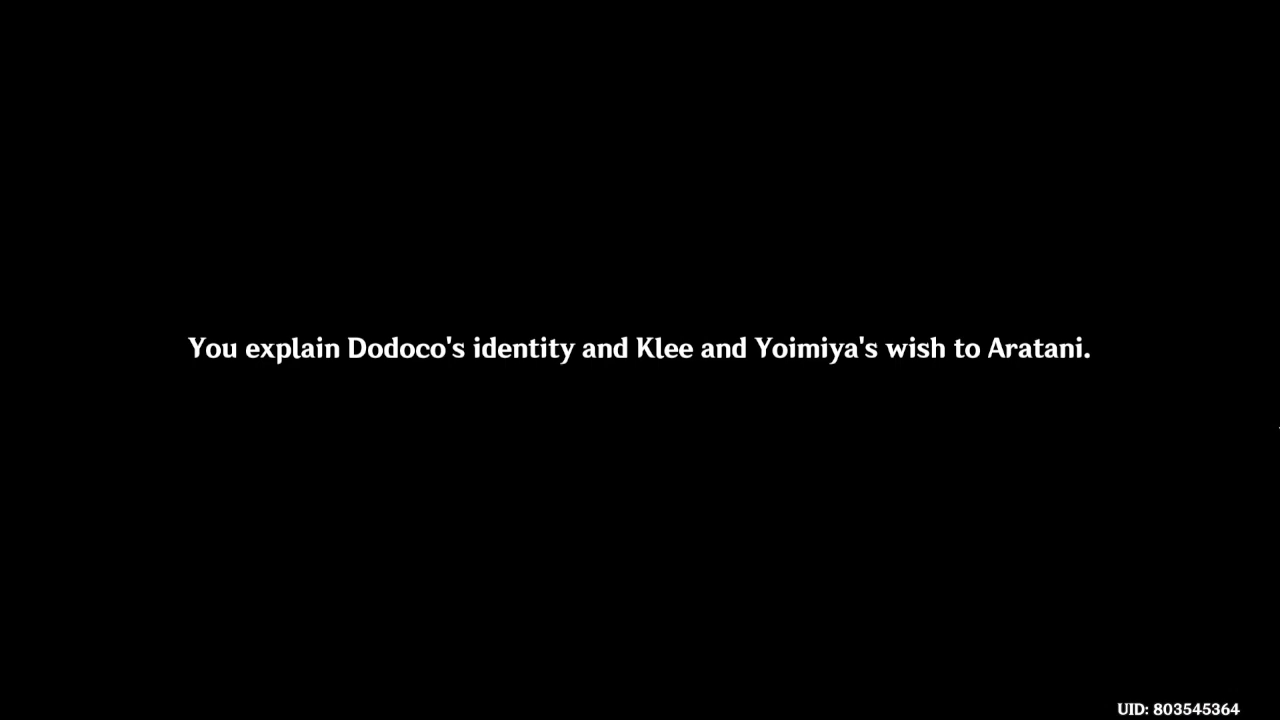 You explain Dodoco's identity and Klee and Yoimiya's wish to Aratani.
UID: 803545364